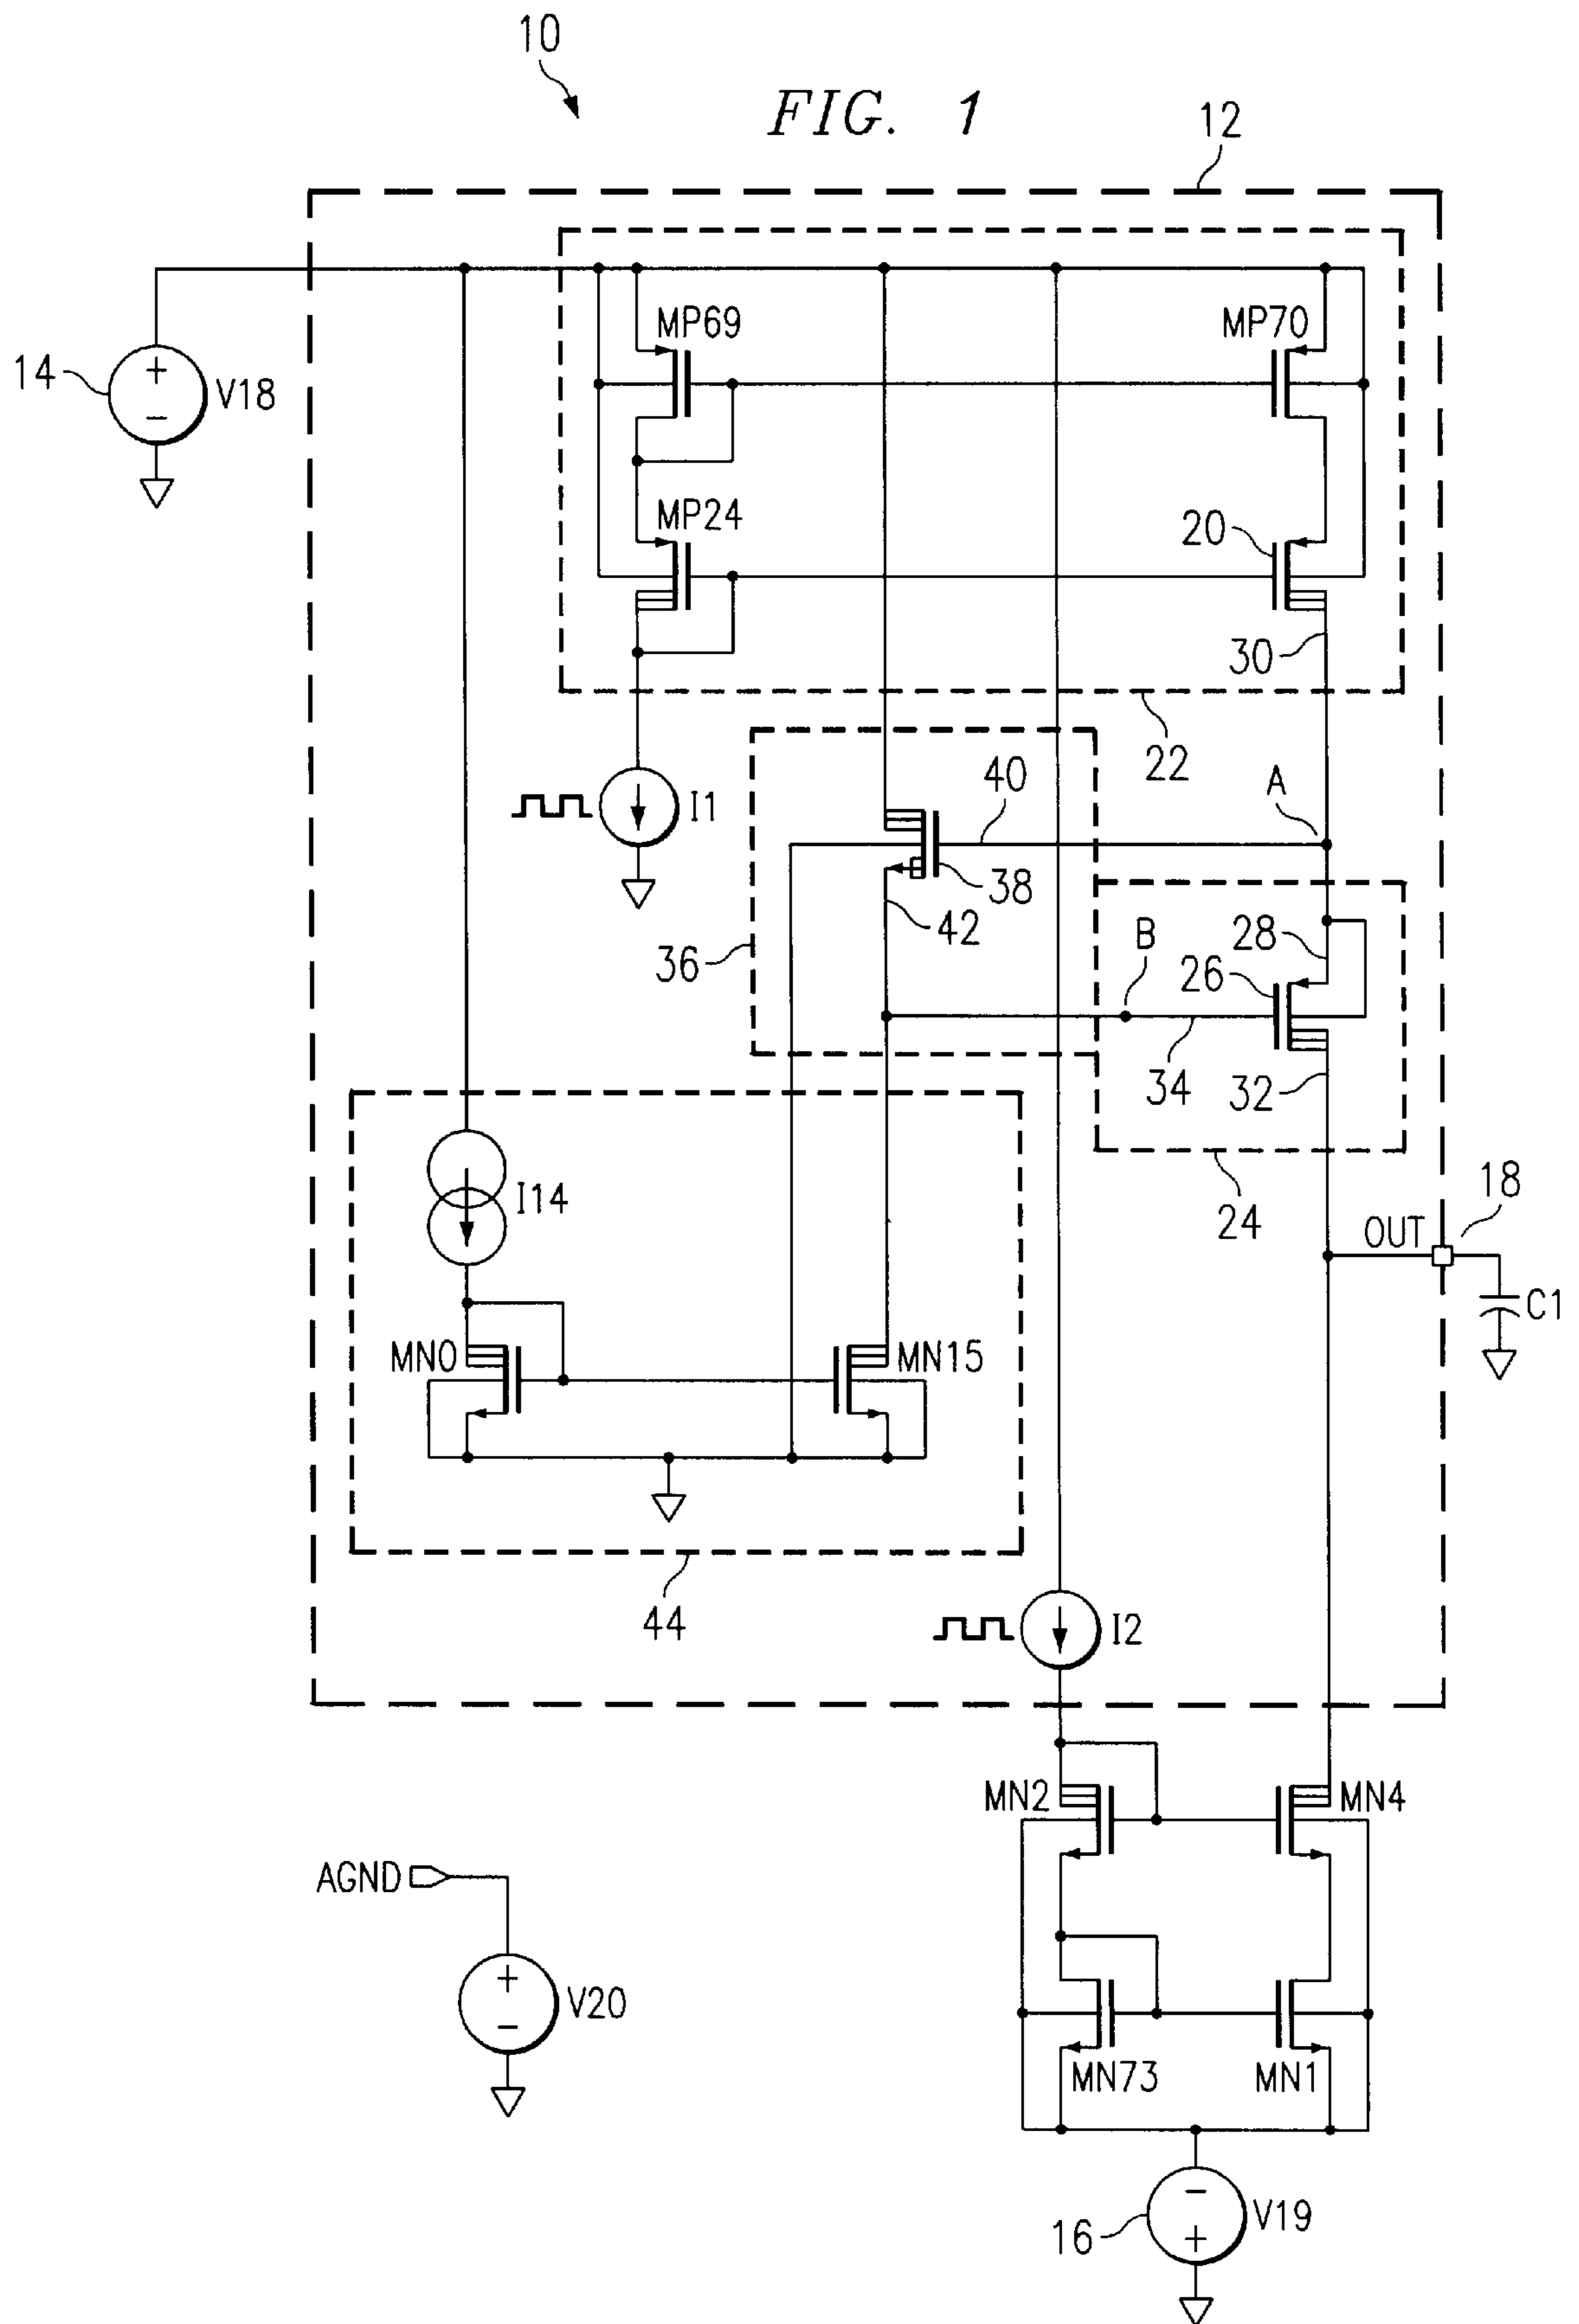 10
FIG. 1
12
MP69
MP70
14
V18
MP24
20
30
22
I1
40
A
38
42
36
B
28
26
34
32
24
18
I14
OUT
C1
MN0
MN15
44
I2
MN2
MN4
AGND
V20
MN73
MN1
16
V19